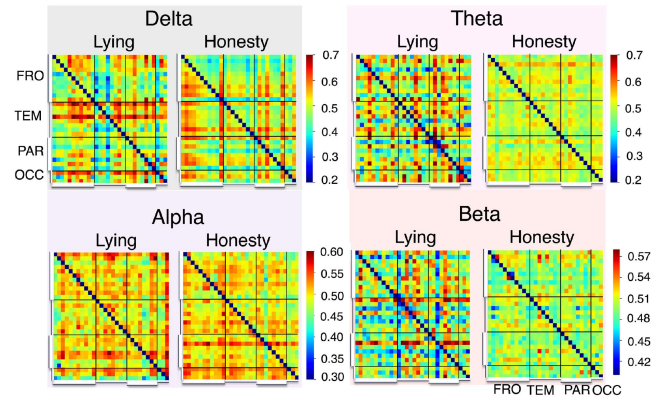 Delta
Theta
Lying Honesty
Lying Honesty
FRO
TEM
PAR
OCC
0.7
0.6
0.5
0.4
0.3
0.2
0.7
0.6
0.5
0.4
0.3
0.2
Alpha
Beta
Lying Honesty
Lying Honesty
0.60
0.55
0.50
0.45
0.40
0.35
0.30
0.57
0.54
0.51
0.48
0.45
0.42
FRO TEM PAR OCC